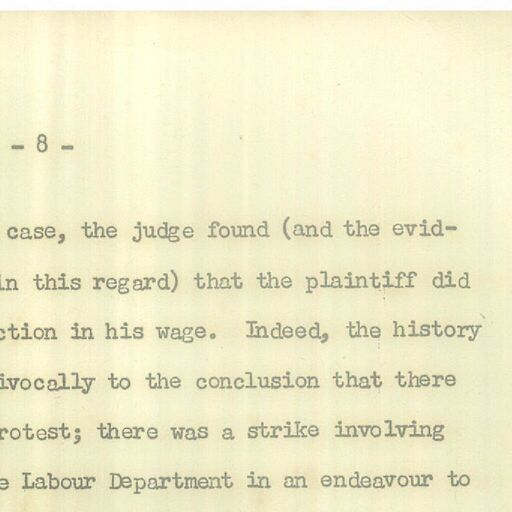 - 8 -
case, the judge found (and the evid-
in this regard) that the plaintiff did
ction in his wage. Indeed, the history
ivocally to the conclusion that there
rotest; there was a strike involving
e Labour Department in an endeavour to